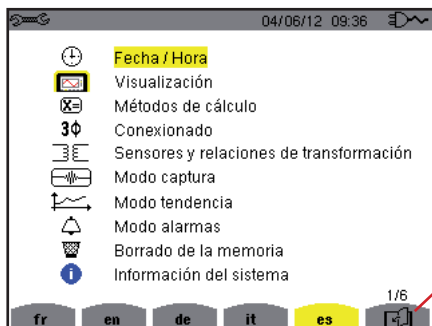 04/06/12 09:36
Fecha / Hora
Visualización
X= Métodos de cálculo
3ϕ Conexionado
Sensores y relaciones de transformación
Modo captura
Modo tendencia
Modo alarmas
Borrado de la memoria
i Información del sistema
1/6
fr en de it es